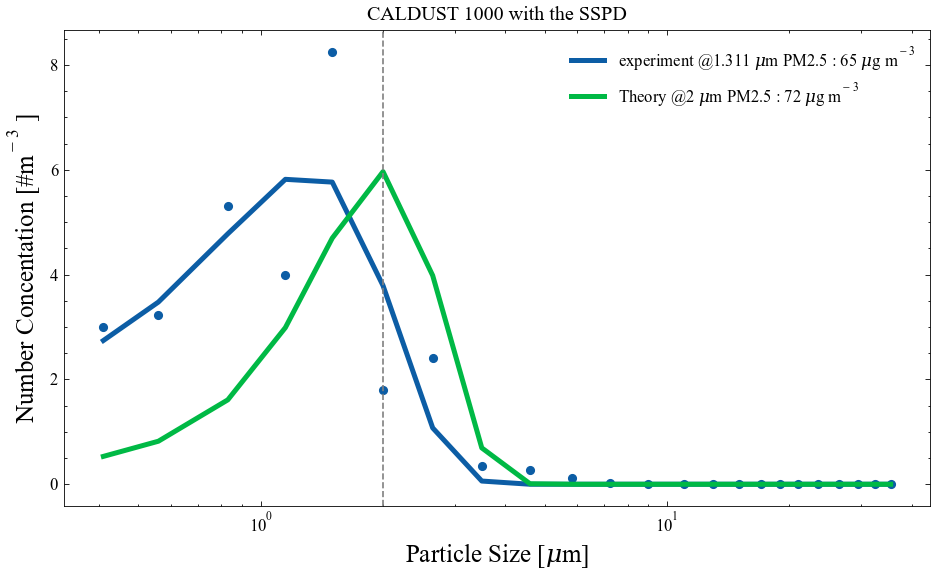 CALDUST 1000 with the SSPD
experiment @1.311 μm PM2.5 : 65 μg m⁻³
Theory @2 μm PM2.5 : 72 μg m⁻³
Number Concentation [#m⁻³]
8
6
4
2
0
10⁰ 10¹
Particle Size [μm]